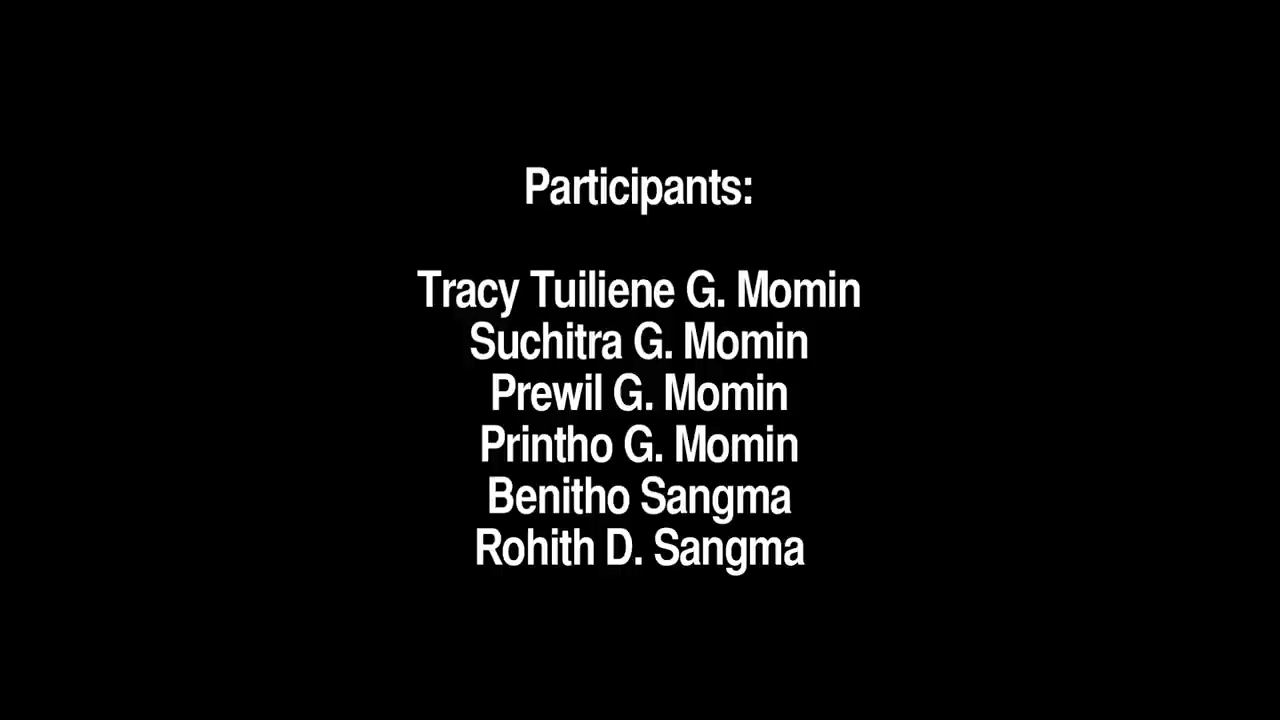 Participants:
Tracy Tuiliene G. Momin
Suchitra G. Momin
Prewil G. Momin
Printho G. Momin
Benitho Sangma
Rohith D. Sangma